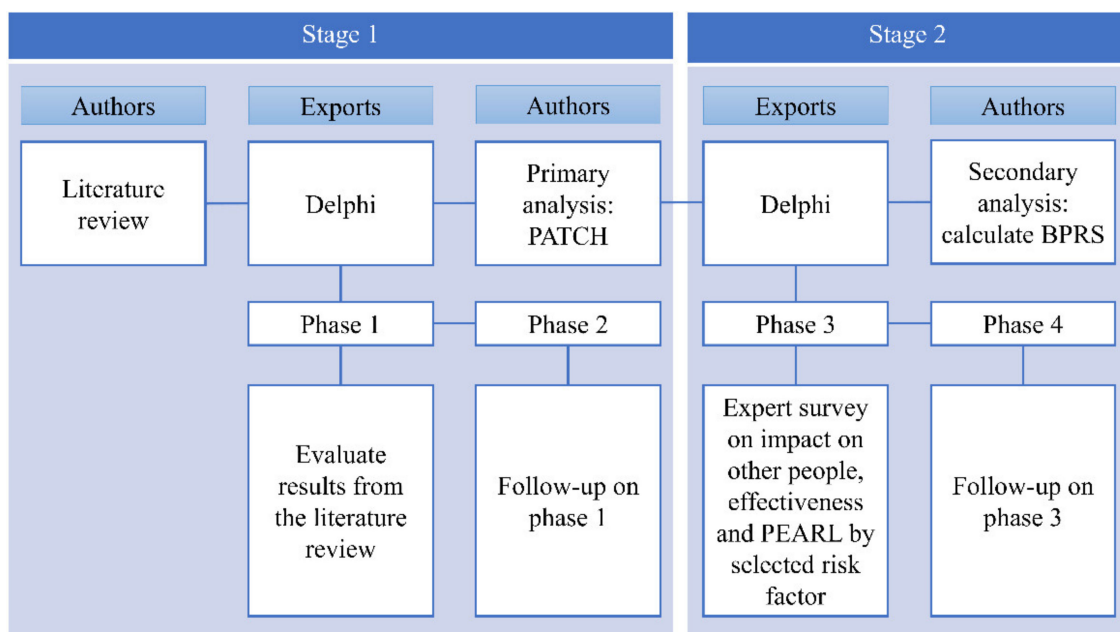 Stage 1
Stage 2
Authors
Exports
Authors
Exports
Authors
Literature
review
Delphi
Primary
analysis:
PATCH
Delphi
Secondary
analysis:
calculate BPRS
Phase 1
Phase 2
Phase 3
Phase 4
Evaluate
results from
the literature
review
Follow-up on
phase 1
Expert survey
on impact on
other people,
effectiveness
and PEARL by
selected risk
factor
Follow-up on
phase 3